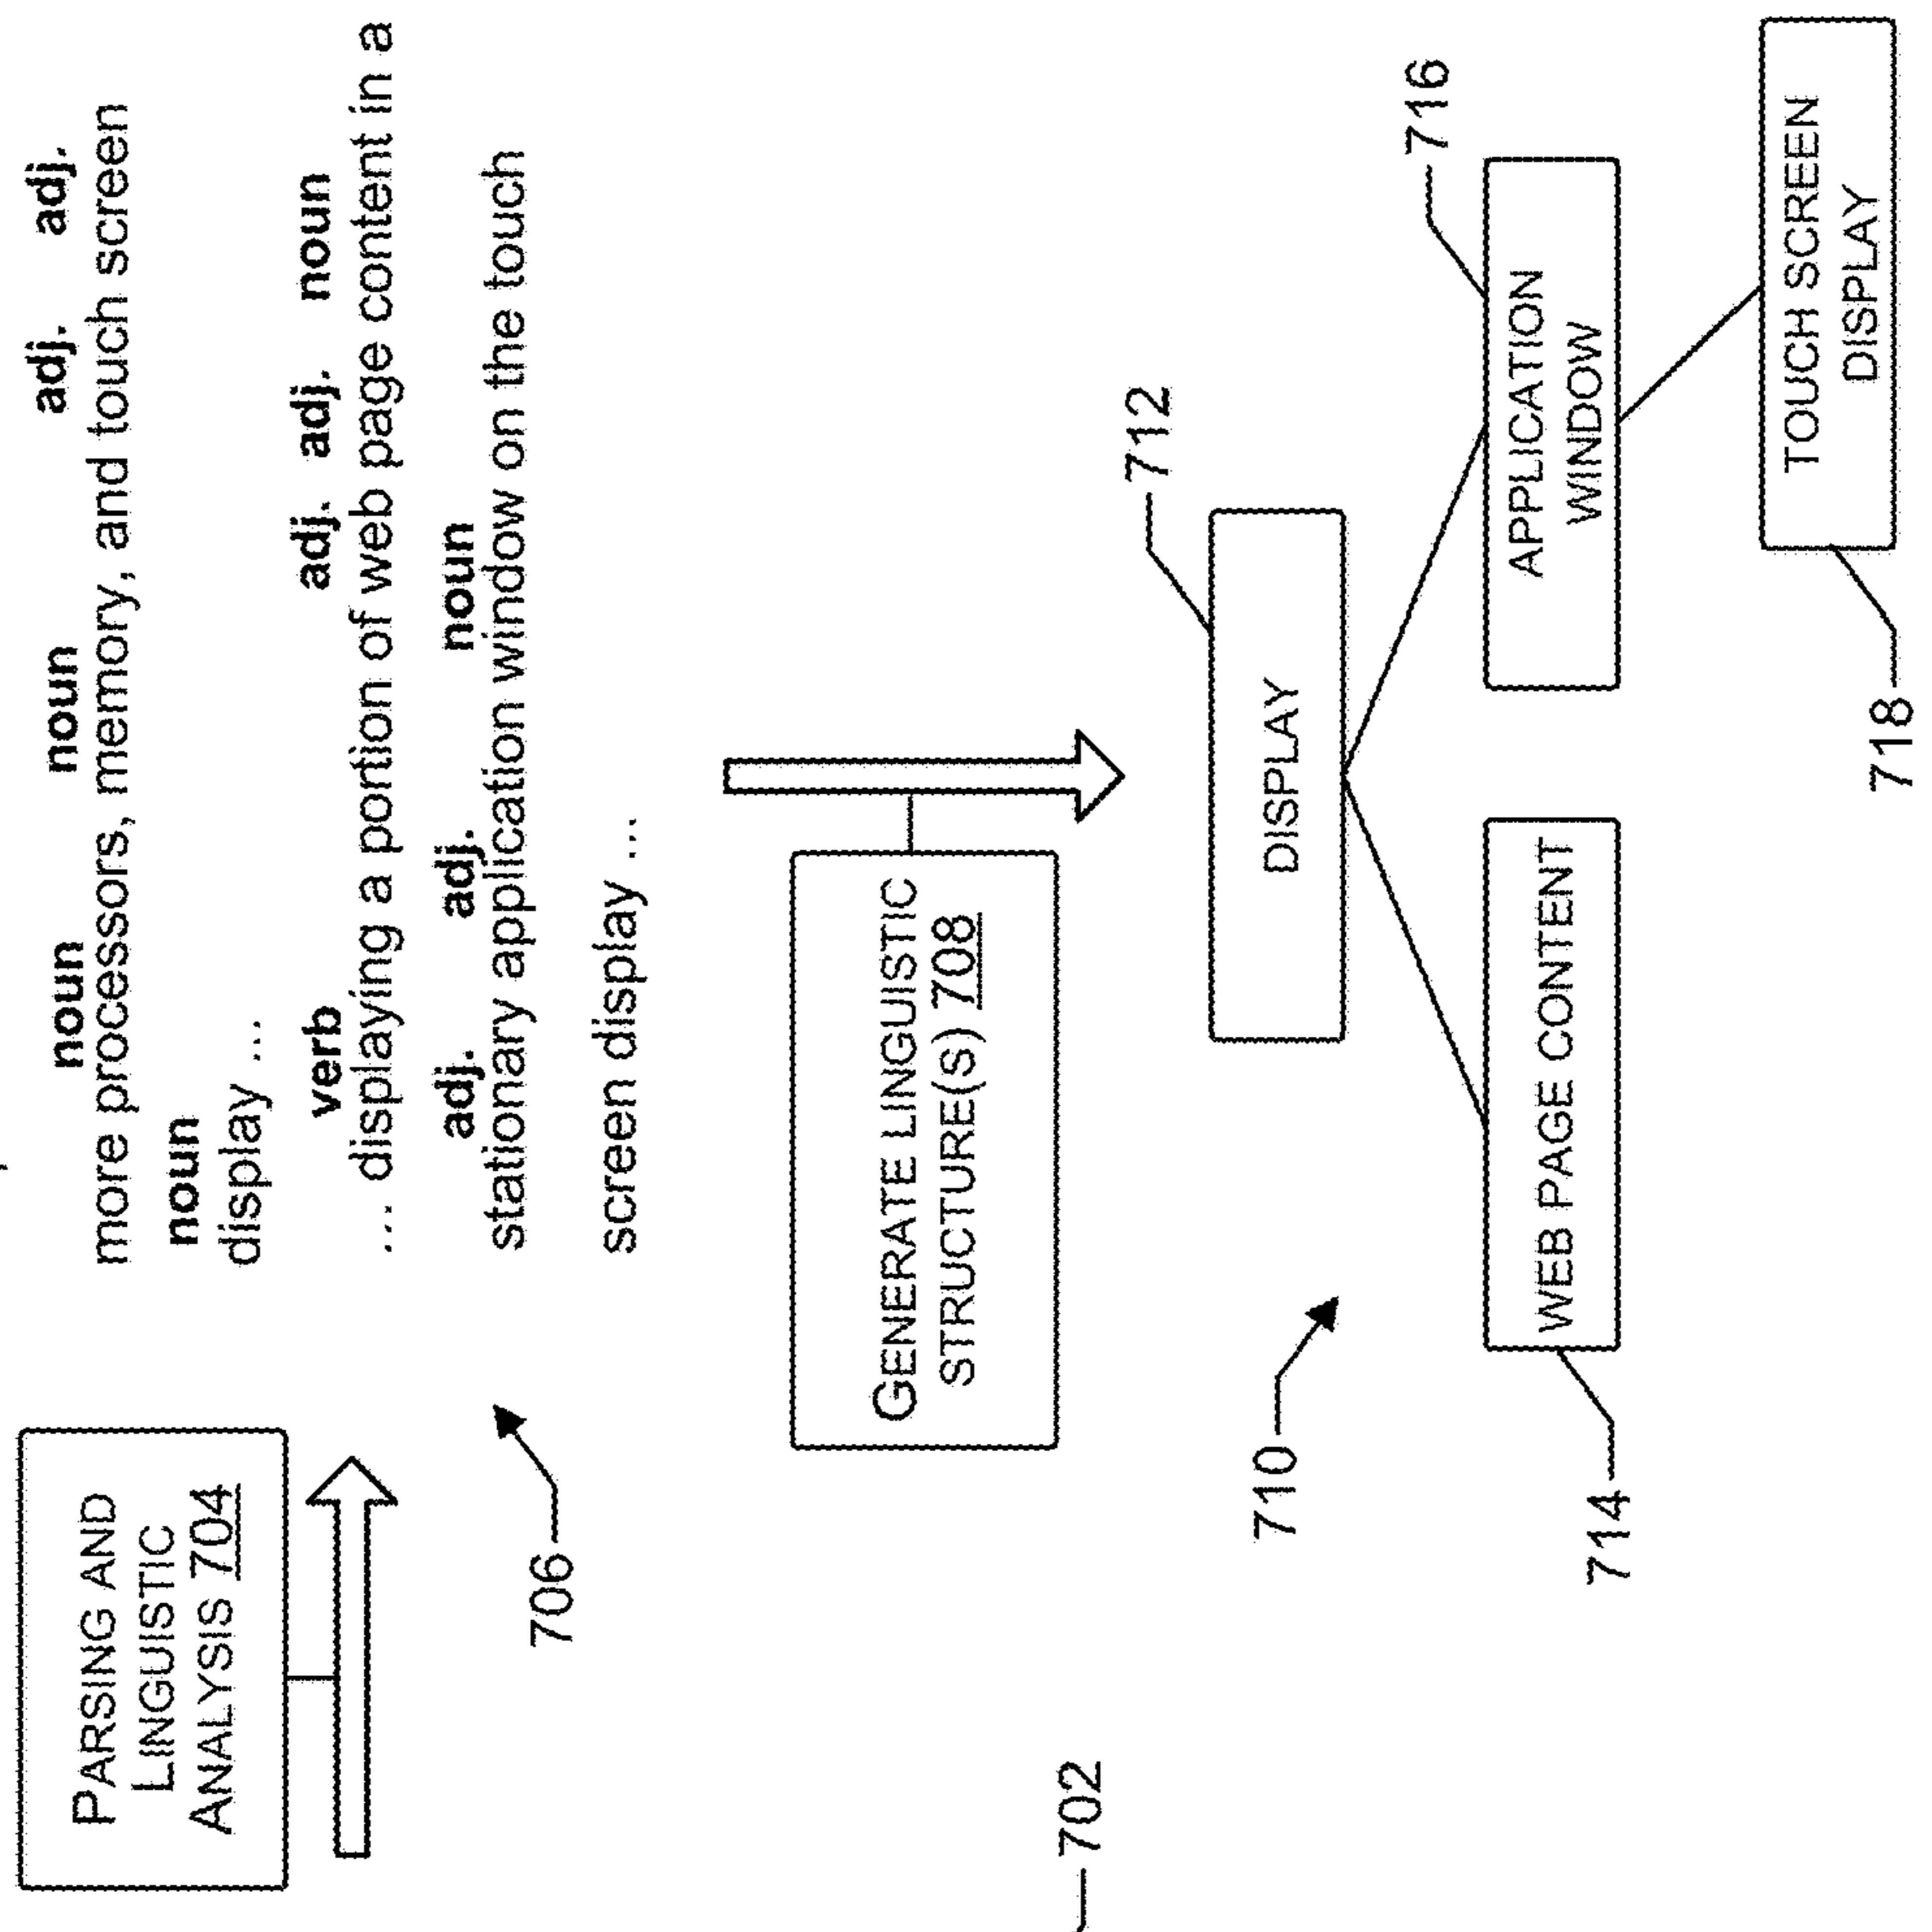 PARSING AND
LINGUISTIC
ANALYSIS 704
noun noun adj. adj.
more processors, memory, and touch screen
noun
display ...
verb adj. adj. noun
... displaying a portion of web page content in a
adj. adj. noun
stationary application window on the touch
screen display ...
706
GENERATE LINGUISTIC
STRUCTURE(S) 708
702
710
712
DISPLAY
714
WEB PAGE CONTENT
716
APPLICATION
WINDOW
718
TOUCH SCREEN
DISPLAY